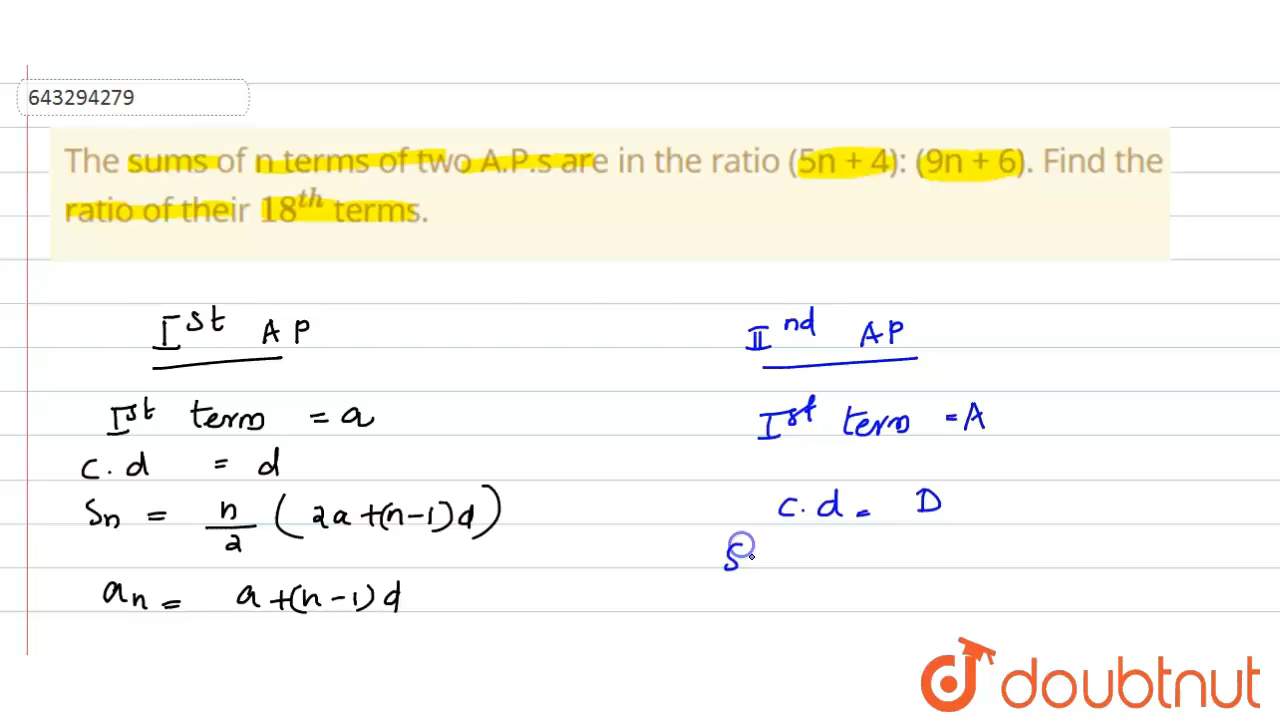 643294279
The sums of n terms of two A.P.s are in the ratio (5n + 4): (9n + 6). Find the
ratio of their 18th terms.
Ist AP
IInd AP
Ist term = a
Ist term = A
c.d = d
c.d = D
Sn = n/2 (2a+(n-1)d)
S
an = a+(n-1)d
doubtnut